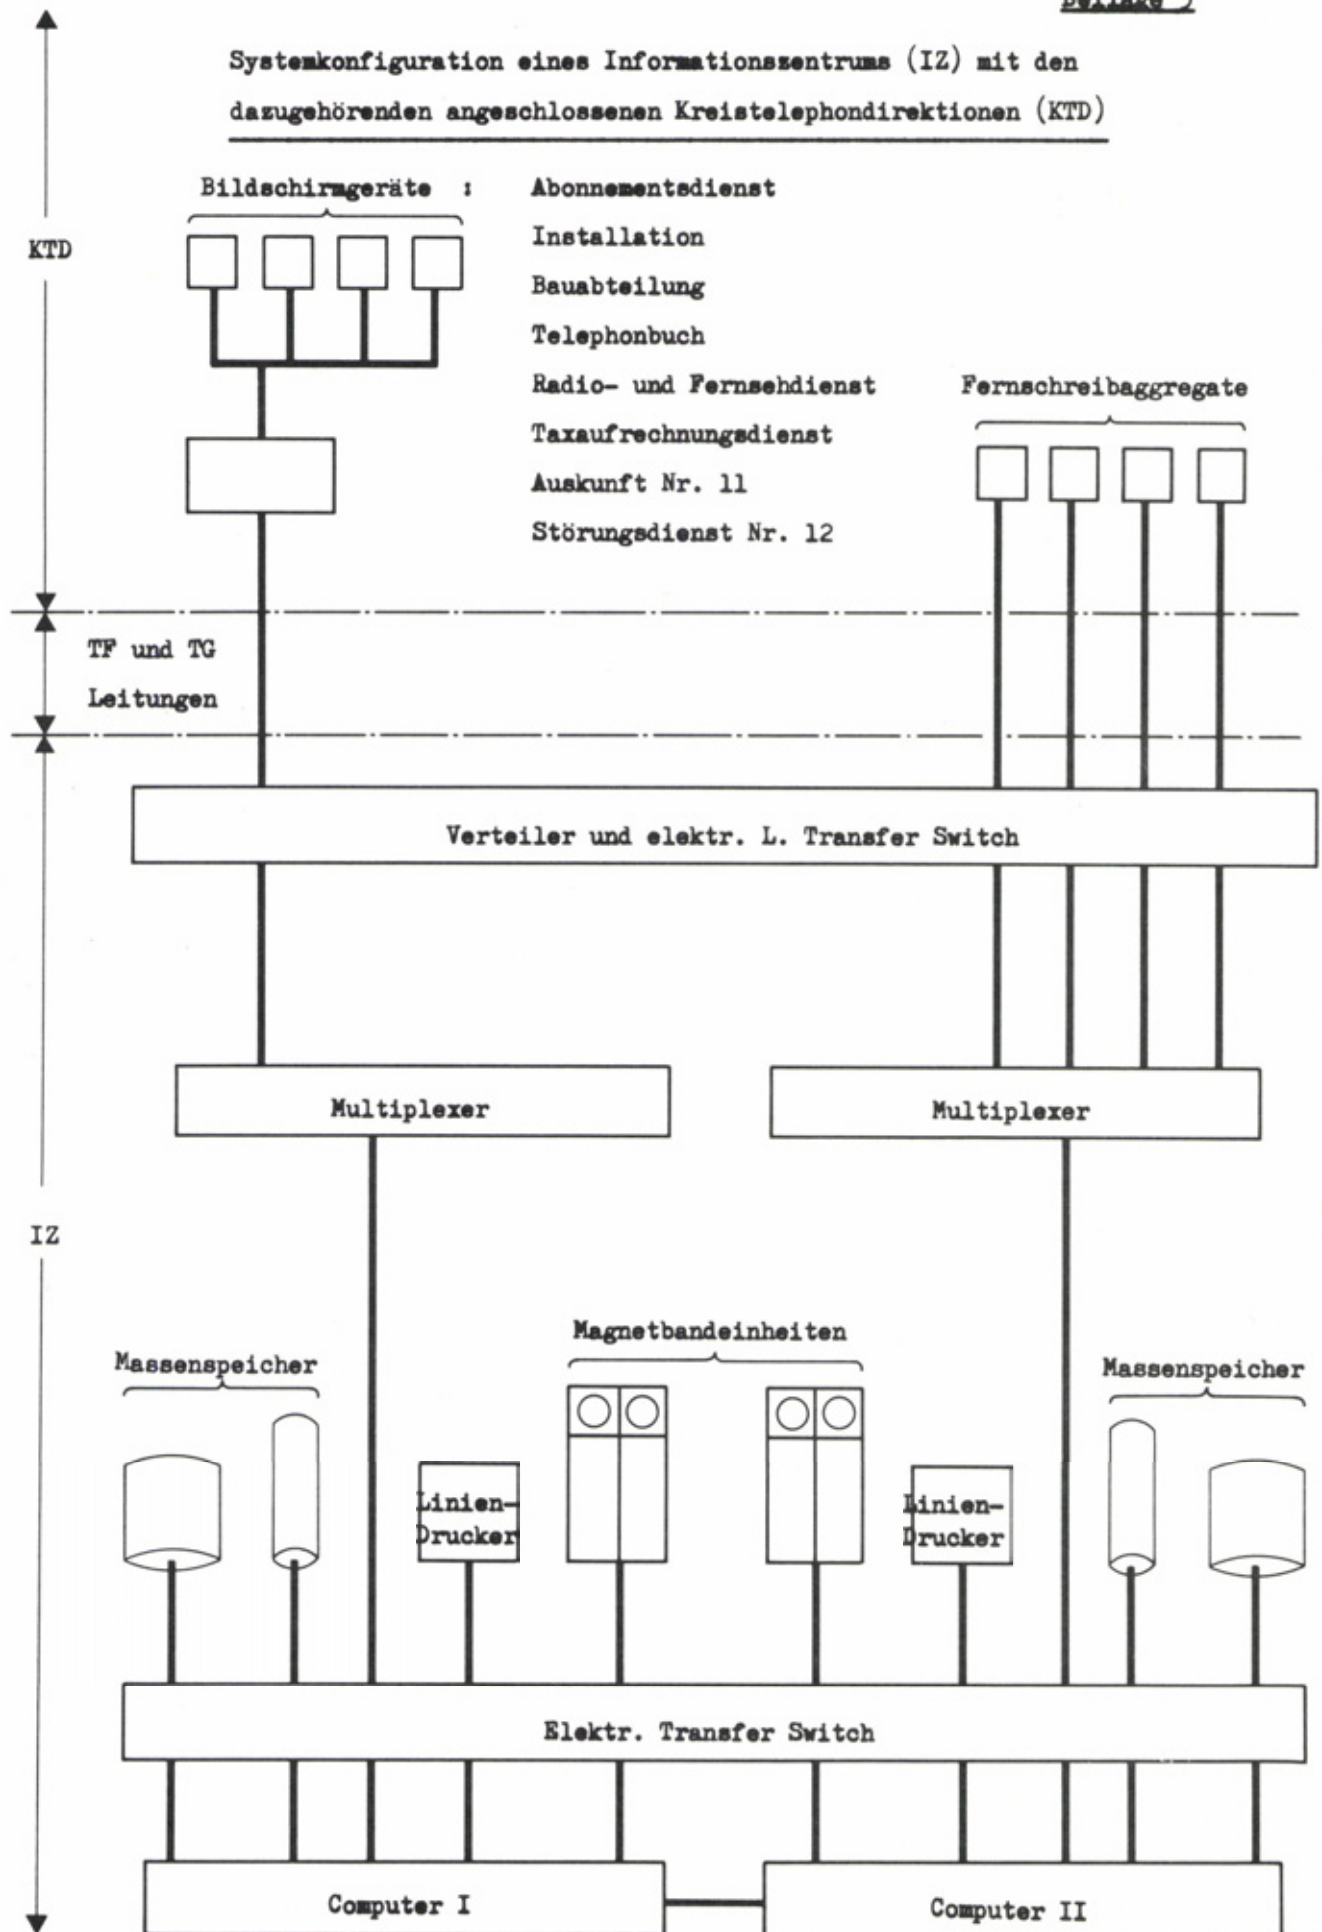 Systemkonfiguration eines Informationszentrums (IZ) mit den
dazugehörenden angeschlossenen Kreistelephondirektionen (KTD)
Bildschirmgeräte : Abonnementsdienst
Installation
KTD
Bauabteilung
Telephonbuch
Radio- und Fernsehdienst
Fernschreibaggregate
Taxaufrechnungsdienst
Auskunft Nr. 11
Störungsdienst Nr. 12
TF und TG
Leitungen
Verteiler und elektr. L. Transfer Switch
Multiplexer
Multiplexer
IZ
Magnetbandeinheiten
Massenspeicher
Massenspeicher
Linien-
Drucker
Linien-
Drucker
Elektr. Transfer Switch
Computer I
Computer II